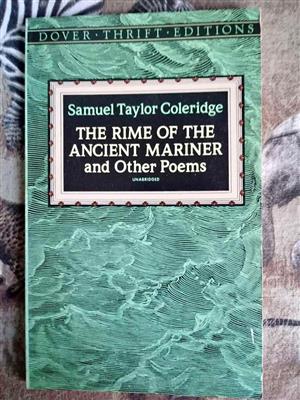 DOVER · THRIFT · EDITIONS
Samuel Taylor Coleridge
THE RIME OF THE
ANCIENT MARINER
and Other Poems
UNABRIDGED